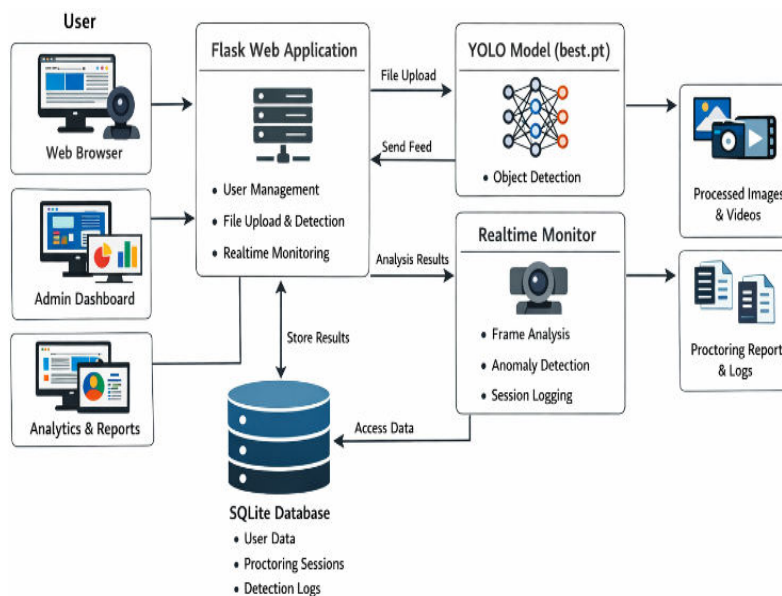 User
Web Browser
Admin Dashboard
Analytics & Reports
Flask Web Application
• User Management
• File Upload & Detection
• Realtime Monitoring
File Upload
Send Feed
Analysis Results
Store Results
Access Data
YOLO Model (best.pt)
• Object Detection
Realtime Monitor
• Frame Analysis
• Anomaly Detection
• Session Logging
Processed Images
& Videos
Proctoring Report
& Logs
SQLite Database
• User Data
• Proctoring Sessions
• Detection Logs